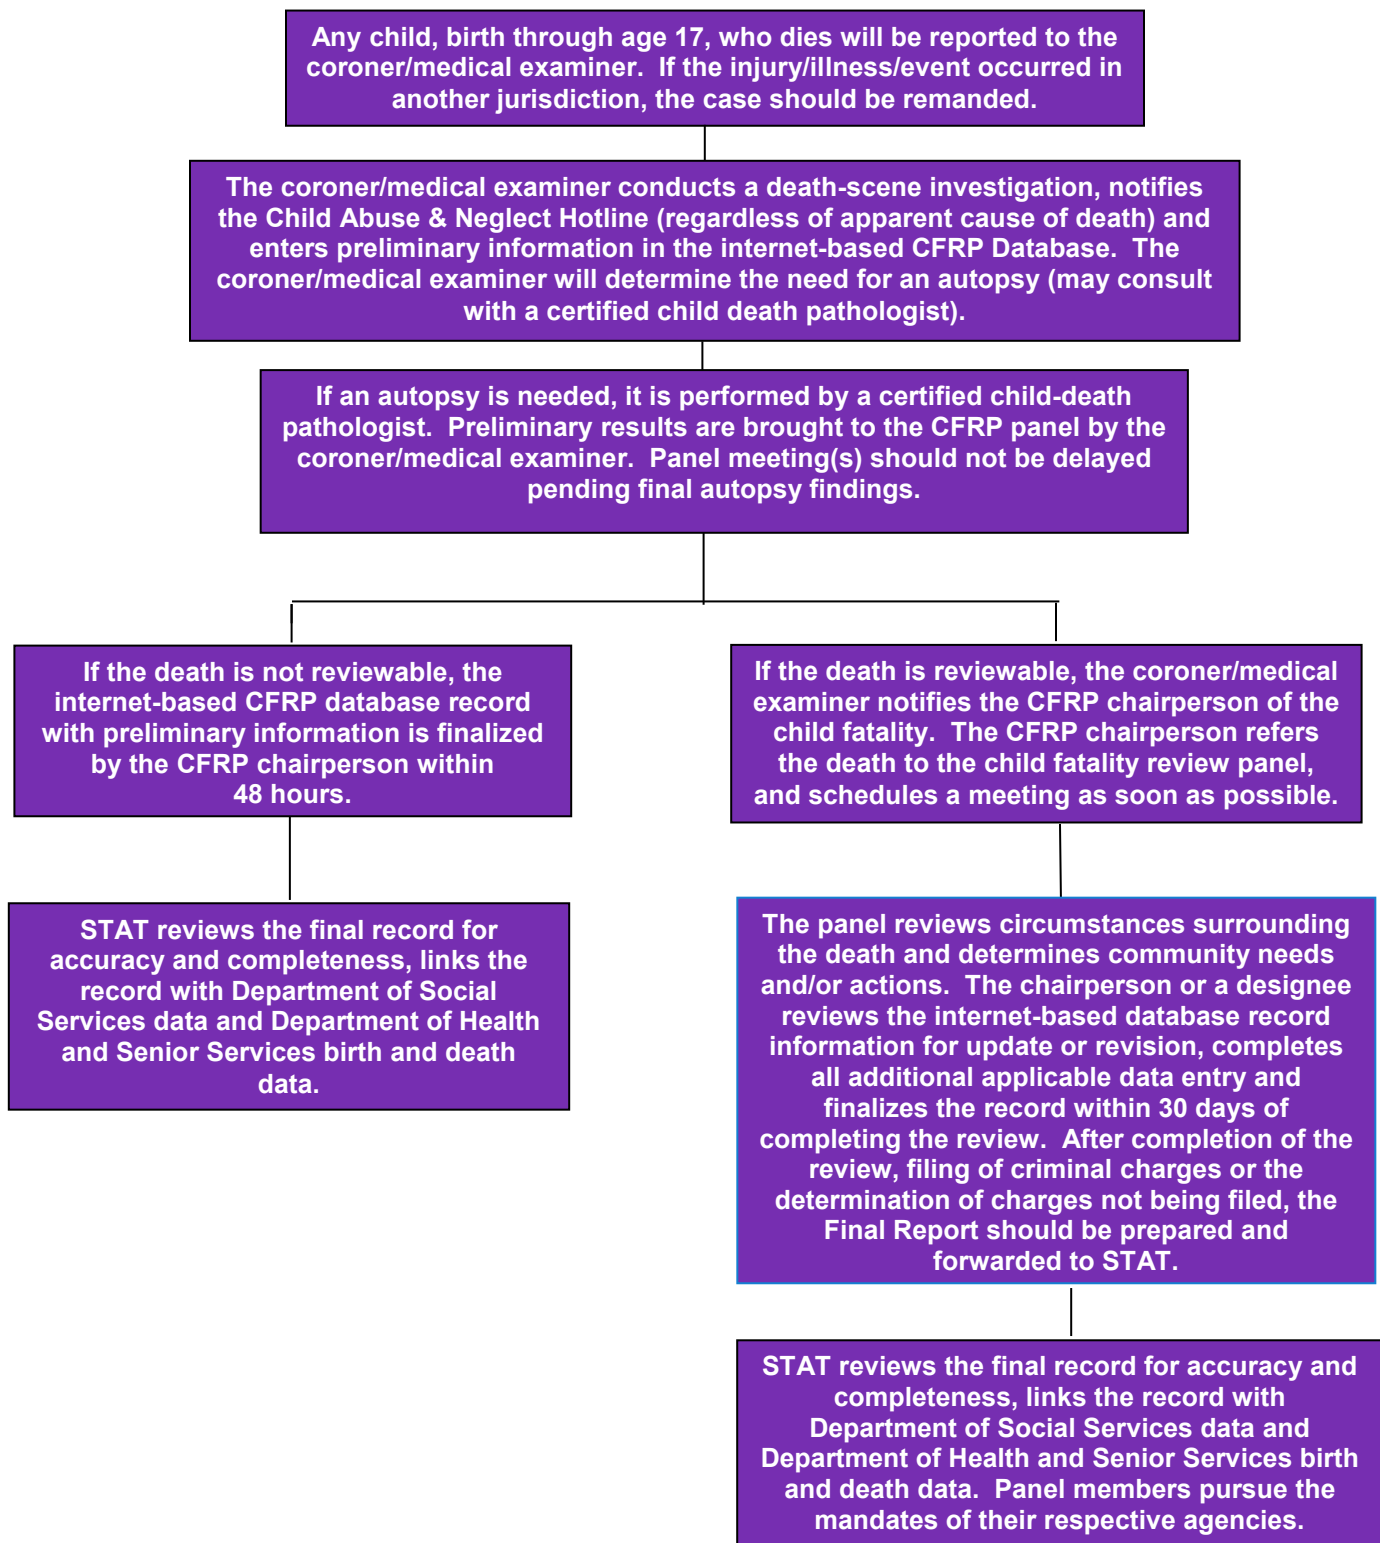 Any child, birth through age 17, who dies will be reported to the
coroner/medical examiner.  If the injury/illness/event occurred in
another jurisdiction, the case should be remanded.
The coroner/medical examiner conducts a death-scene investigation, notifies
the Child Abuse & Neglect Hotline (regardless of apparent cause of death) and
enters preliminary information in the internet-based CFRP Database.  The
coroner/medical examiner will determine the need for an autopsy (may consult
with a certified child death pathologist).
If an autopsy is needed, it is performed by a certified child-death
pathologist.  Preliminary results are brought to the CFRP panel by the
coroner/medical examiner.  Panel meeting(s) should not be delayed
pending final autopsy findings.
If the death is not reviewable, the
internet-based CFRP database record
with preliminary information is finalized
by the CFRP chairperson within
48 hours.
STAT reviews the final record for
accuracy and completeness, links the
record with Department of Social
Services data and Department of Health
and Senior Services birth and death
data.
If the death is reviewable, the coroner/medical
examiner notifies the CFRP chairperson of the
child fatality.  The CFRP chairperson refers
the death to the child fatality review panel,
and schedules a meeting as soon as possible.
The panel reviews circumstances surrounding
the death and determines community needs
and/or actions.  The chairperson or a designee
reviews the internet-based database record
information for update or revision, completes
all additional applicable data entry and
finalizes the record within 30 days of
completing the review.  After completion of the
review, filing of criminal charges or the
determination of charges not being filed, the
Final Report should be prepared and
forwarded to STAT.
STAT reviews the final record for accuracy and
completeness, links the record with
Department of Social Services data and
Department of Health and Senior Services birth
and death data.  Panel members pursue the
mandates of their respective agencies.